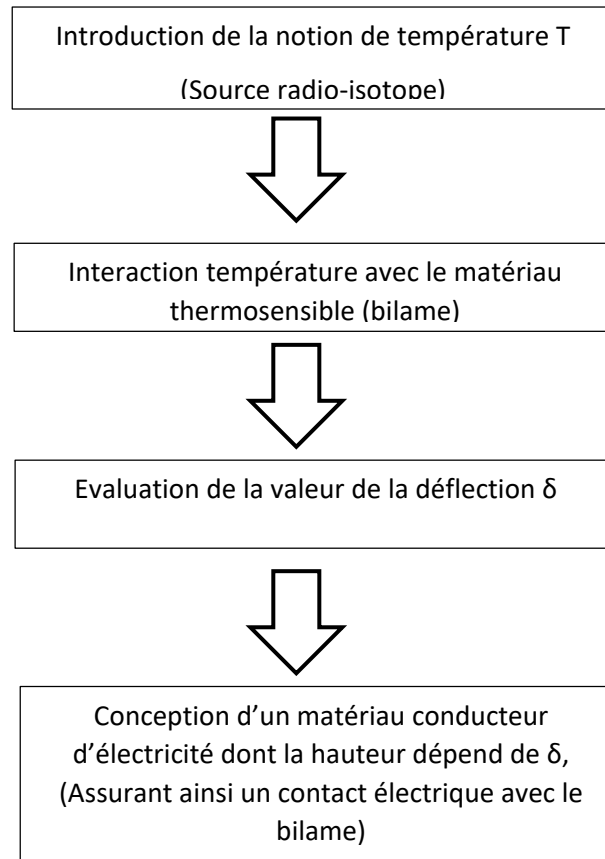 Introduction de la notion de température T
(Source radio-isotope)
Interaction température avec le matériau
thermosensible (bilame)
Evaluation de la valeur de la déflection δ
Conception d’un matériau conducteur
d’électricité dont la hauteur dépend de δ,
(Assurant ainsi un contact électrique avec le
bilame)